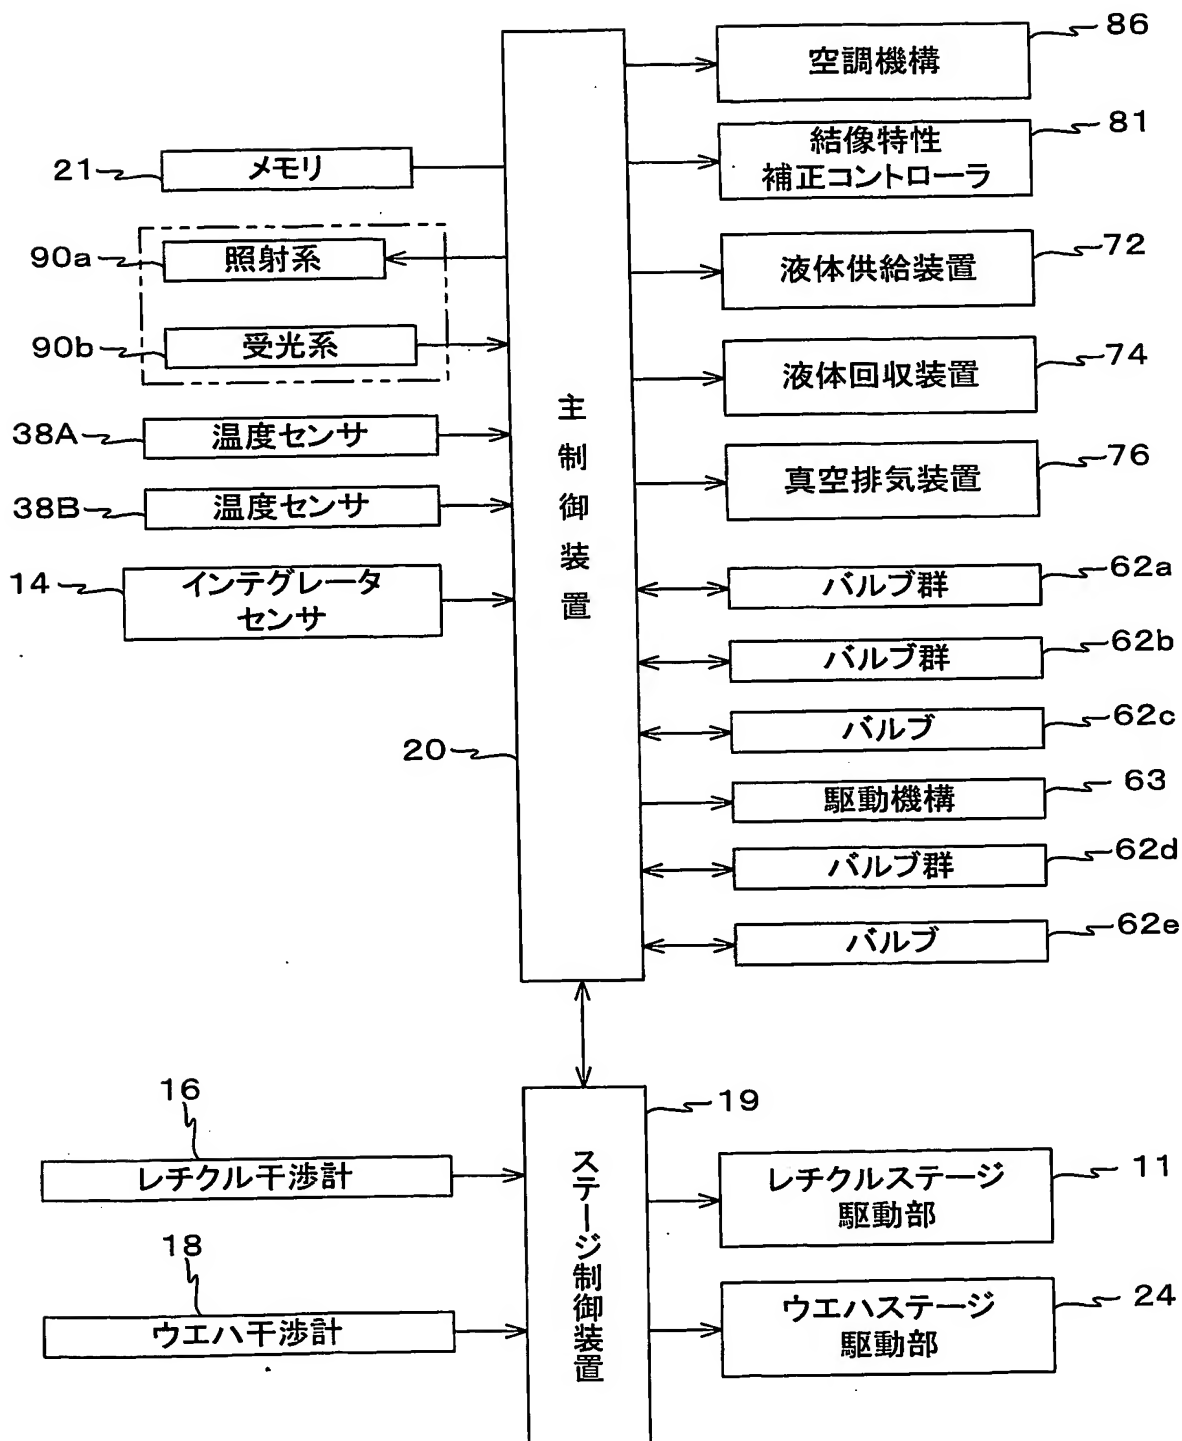 86
空調機構
81
結像特性
補正コントローラ
21
メモリ
90a
照射系
72
液体供給装置
90b
受光系
74
液体回収装置
38A
温度センサ
主制御装置
76
真空排気装置
38B
温度センサ
14
インテグレータ
センサ
62a
バルブ群
62b
バルブ群
20
62c
バルブ
63
駆動機構
62d
バルブ群
62e
バルブ
16
レチクル干渉計
19
ステージ制御装置
11
レチクルステージ
駆動部
18
ウエハ干渉計
24
ウエハステージ
駆動部